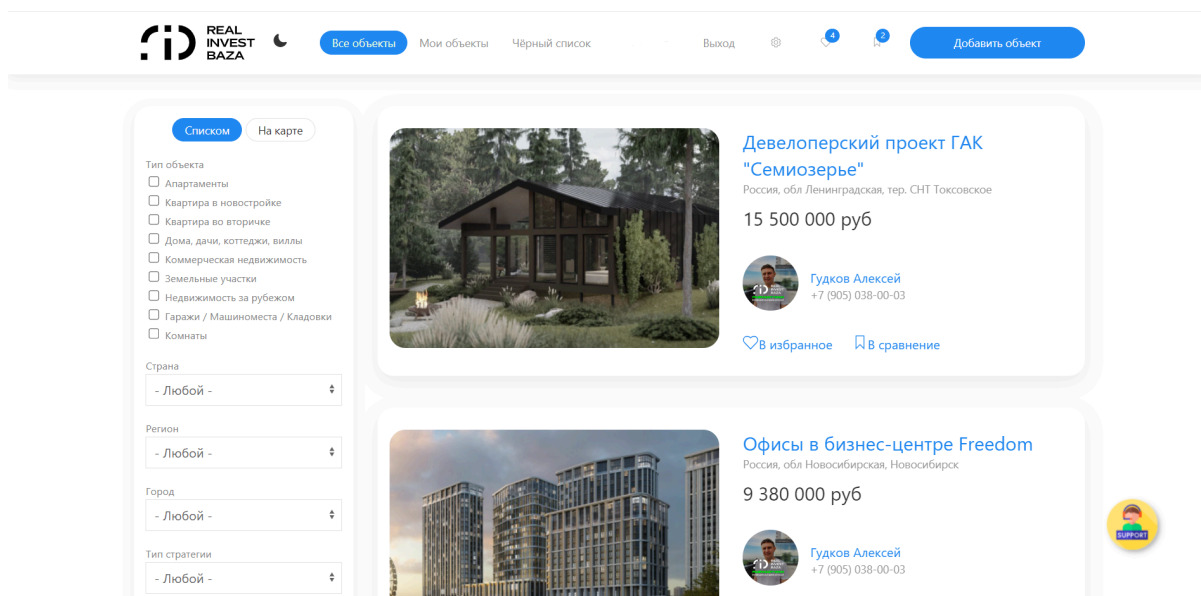 REAL
INVEST
BAZA
Все объекты
Мои объекты
Чёрный список
Выход
4
2
Добавить объект
Списком
На карте
Тип объекта
Апартаменты
Квартира в новостройке
Квартира во вторичке
Дома, дачи, коттеджи, виллы
Коммерческая недвижимость
Земельные участки
Недвижимость за рубежом
Гаражи / Машиноместа / Кладовки
Комнаты
Страна
- Любой -
Регион
- Любой -
Город
- Любой -
Тип стратегии
- Любой -
Девелоперский проект ГАК
"Семиозерье"
Россия, обл Ленинградская, тер. СНТ Токсовское
15 500 000 руб
Гудков Алексей
+7 (905) 038-00-03
В избранное
В сравнение
Офисы в бизнес-центре Freedom
Россия, обл Новосибирская, Новосибирск
9 380 000 руб
Гудков Алексей
+7 (905) 038-00-03
SUPPORT